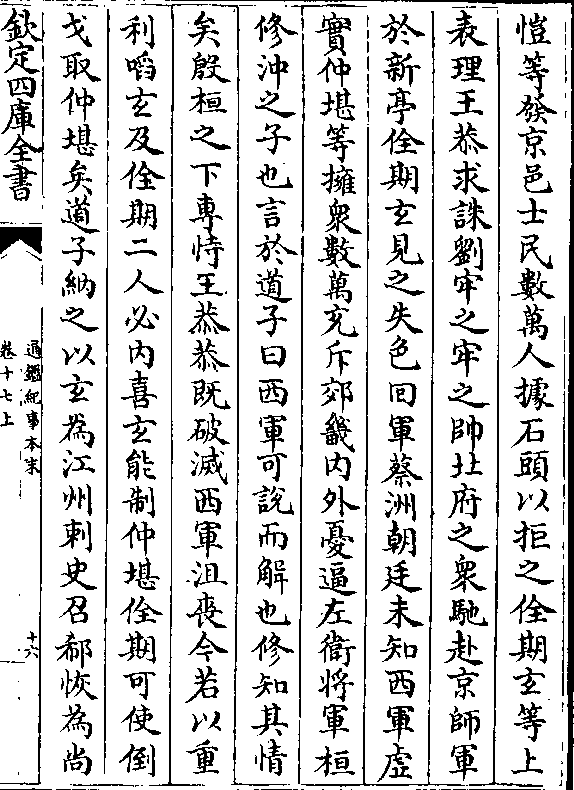 愷等發京邑士民數萬人據石頭以拒之佺期玄等上
表理王恭求誅劉牢之牢之帥北府之衆馳赴京師軍
於新亭佺期玄見之失色回軍蔡洲朝廷未知西軍虚
實仲堪等擁衆數萬充斥郊畿内外憂逼左衛將軍桓
修沖之子也言於道子曰西軍可說而解也修知其情
矣殷桓之下專恃王恭恭既破滅西軍沮喪今若以重
利㗖玄及佺期二人必内喜玄能制仲堪佺期可使倒
戈取仲堪矣道子納之以玄為江州刺史召郗恢為尚
欽定四庫全書
通鑑紀事本末
卷十七上
十六